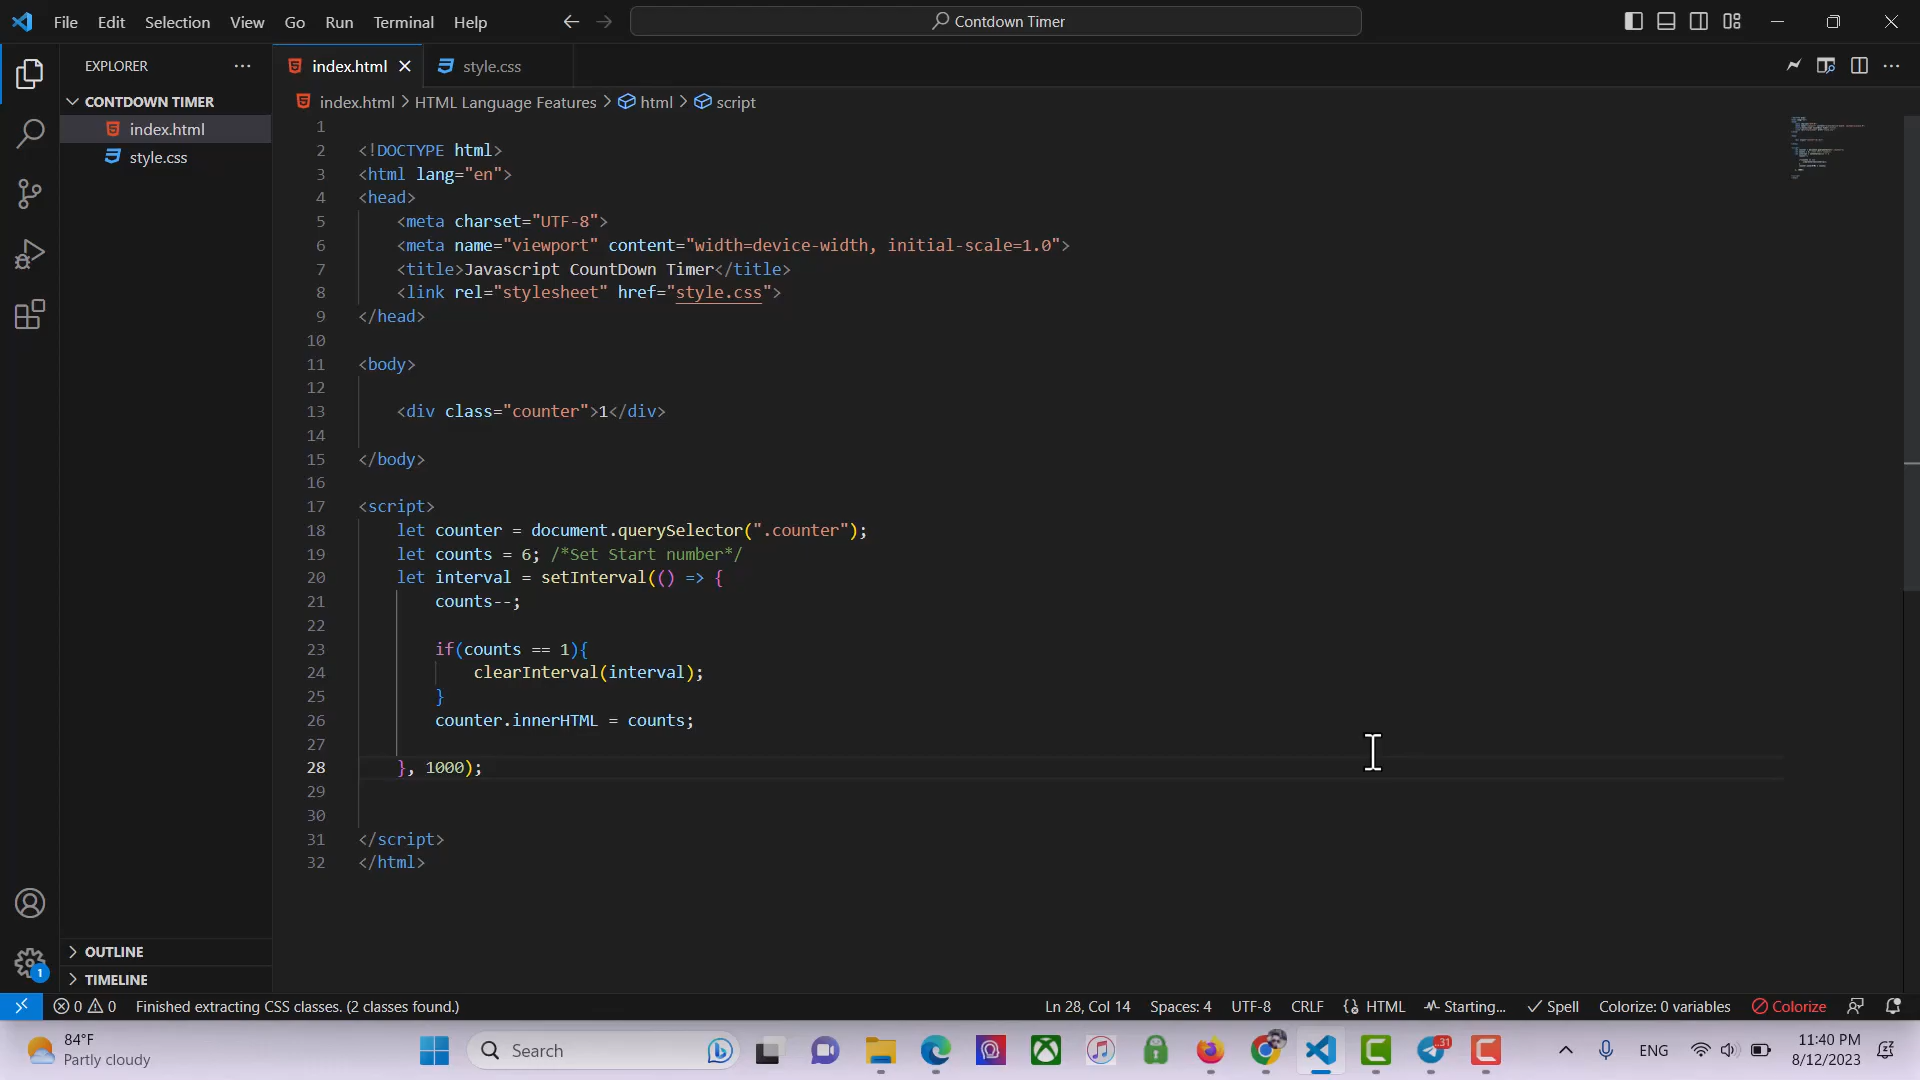 File Edit Selection View Go Run Terminal Help
Contdown Timer
EXPLORER
CONTDOWN TIMER
index.html
style.css
OUTLINE
TIMELINE
index.html
style.css
index.html HTML Language Features html script
1
2 <!DOCTYPE html>
3 <html lang="en">
4 <head>
5 <meta charset="UTF-8">
6 <meta name="viewport" content="width=device-width, initial-scale=1.0">
7 <title>Javascript CountDown Timer</title>
8 <link rel="stylesheet" href="style.css">
9 </head>
10
11 <body>
12
13 <div class="counter">1</div>
14
15 </body>
16
17 <script>
18 let counter = document.querySelector(".counter");
19 let counts = 6; /*Set Start number*/
20 let interval = setInterval(() => {
21 counts--;
22
23 if(counts == 1){
24 clearInterval(interval);
25 }
26 counter.innerHTML = counts;
27
28 }, 1000);
29
30
31 </script>
32 </html>
1
0 0 Finished extracting CSS classes. (2 classes found.) Ln 28, Col 14 Spaces: 4 UTF-8 CRLF HTML Starting... Spell Colorize: 0 variables Colorize
84°F
Partly cloudy
Search
31
ENG
11:40 PM
8/12/2023